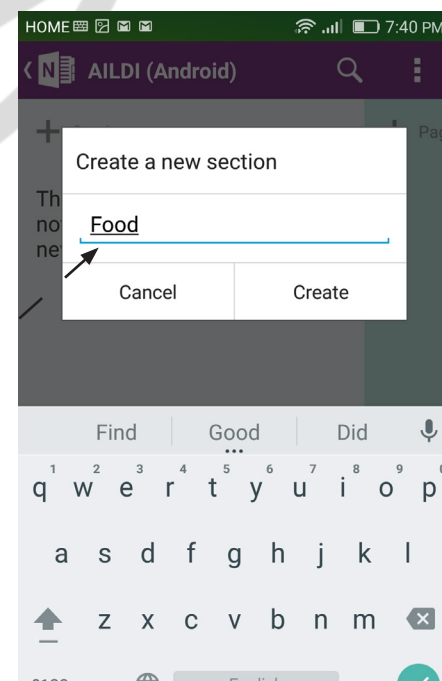 HOME 7:40 PM
N AILDI (Android)
Create a new section
Food
Cancel Create
Find Good Did
1 2 3 4 5 6 7 8 9
q w e r t y u i o p
a s d f g h j k l
z x c v b n m